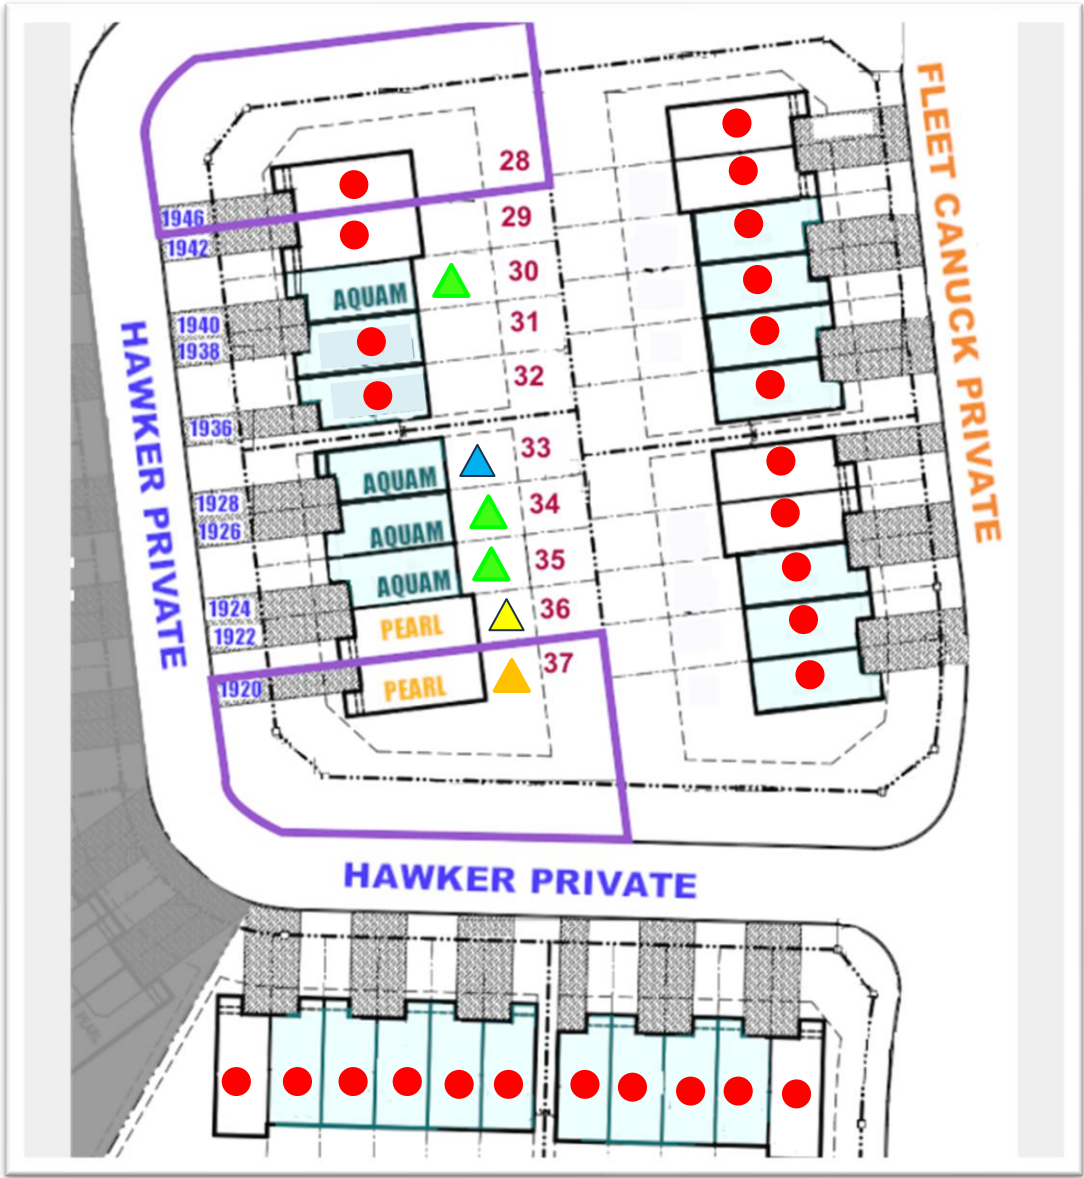 FLEET CANUCK PRIVATE
28
1946
29
1942
30
AQUAM
31
1940
1938
32
1936
HAWKER PRIVATE
33
AQUAM
34
1928
AQUAM
1926
35
AQUAM
36
1924
PEARL
1922
37
PEARL
1920
HAWKER PRIVATE
PEARL